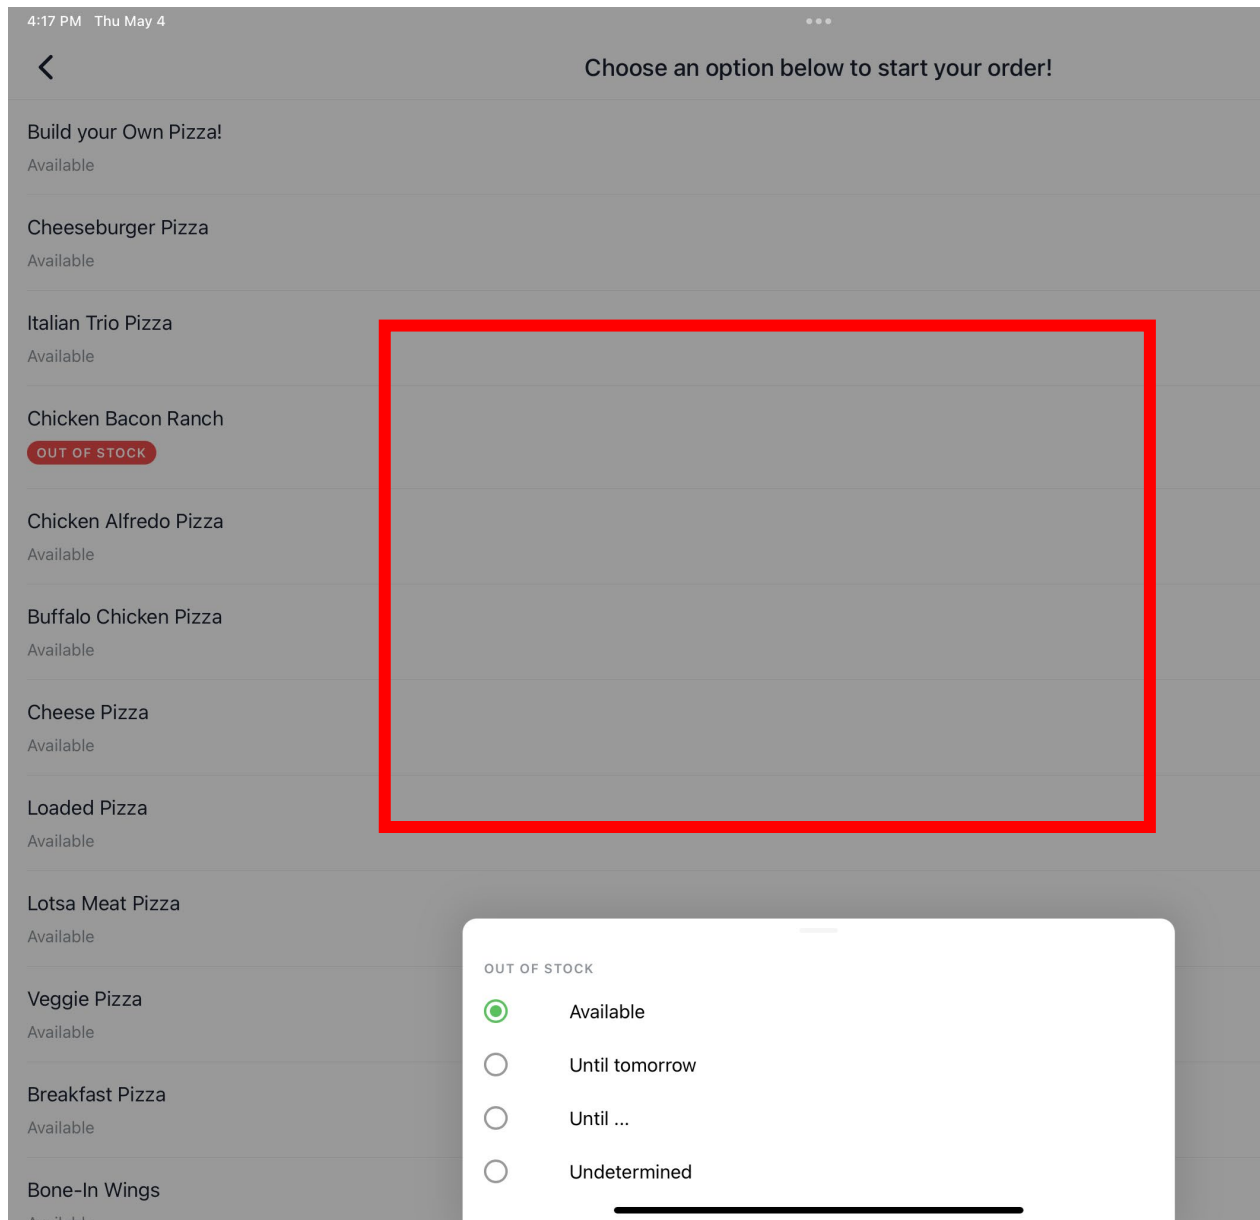 4:17 PM Thu May 4
Choose an option below to start your order!
Build your Own Pizza!
Available
Cheeseburger Pizza
Available
Italian Trio Pizza
Available
Chicken Bacon Ranch
OUT OF STOCK
Chicken Alfredo Pizza
Available
Buffalo Chicken Pizza
Available
Cheese Pizza
Available
Loaded Pizza
Available
Lotsa Meat Pizza
Available
Veggie Pizza
Available
Breakfast Pizza
Available
Bone-In Wings
OUT OF STOCK
Available
Until tomorrow
Until ...
Undetermined